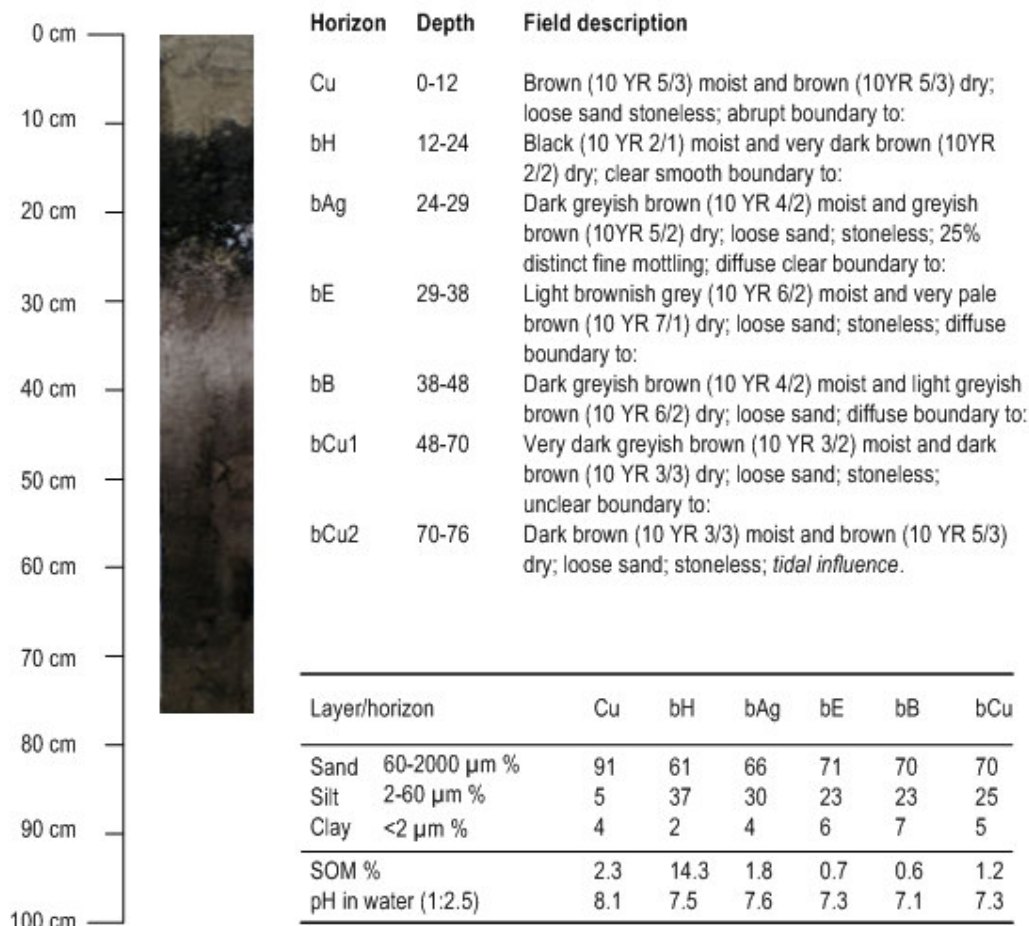 0 cm
10 cm
20 cm
30 cm
40 cm
50 cm
60 cm
70 cm
80 cm
90 cm
100 cm
Horizon Depth Field description
Cu 0-12 Brown (10 YR 5/3) moist and brown (10YR 5/3) dry;
loose sand stoneless; abrupt boundary to:
bH 12-24 Black (10 YR 2/1) moist and very dark brown (10YR
2/2) dry; clear smooth boundary to:
bAg 24-29 Dark greyish brown (10 YR 4/2) moist and greyish
brown (10YR 5/2) dry; loose sand; stoneless; 25%
distinct fine mottling; diffuse clear boundary to:
bE 29-38 Light brownish grey (10 YR 6/2) moist and very pale
brown (10 YR 7/1) dry; loose sand; stoneless; diffuse
boundary to:
bB 38-48 Dark greyish brown (10 YR 4/2) moist and light greyish
brown (10 YR 6/2) dry; loose sand; diffuse boundary to:
bCu1 48-70 Very dark greyish brown (10 YR 3/2) moist and dark
brown (10 YR 3/3) dry; loose sand; stoneless;
unclear boundary to:
bCu2 70-76 Dark brown (10 YR 3/3) moist and brown (10 YR 5/3)
dry; loose sand; stoneless; tidal influence.
Layer/horizon Cu bH bAg bE bB bCu
Sand 60-2000 µm % 91 61 66 71 70 70
Silt 2-60 µm % 5 37 30 23 23 25
Clay <2 µm % 4 2 4 6 7 5
SOM % 2.3 14.3 1.8 0.7 0.6 1.2
pH in water (1:2.5) 8.1 7.5 7.6 7.3 7.1 7.3